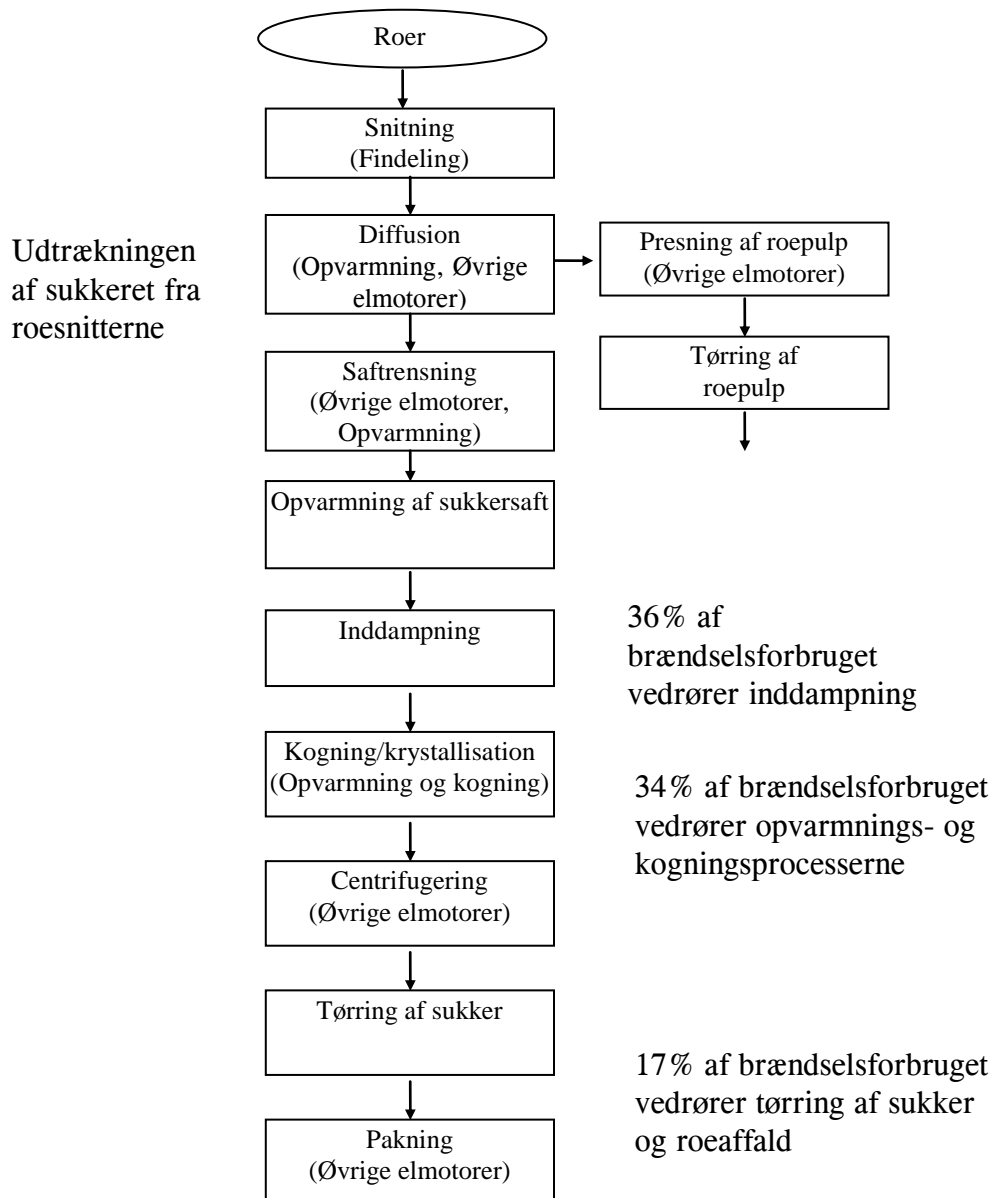 Roer
Snitning
(Findeling)
Udtrækningen
af sukkeret fra
roesnitterne
Diffusion
(Opvarmning, Øvrige
elmotorer)
Presning af roepulp
(Øvrige elmotorer)
Tørring af
roepulp
Saftrensning
(Øvrige elmotorer,
Opvarmning)
Opvarmning af sukkersaft
Inddampning
36% af
brændselsforbruget
vedrører inddampning
Kogning/krystallisation
(Opvarmning og kogning)
34% af brændselsforbruget
vedrører opvarmnings- og
kogningsprocesserne
Centrifugering
(Øvrige elmotorer)
Tørring af sukker
17% af brændselsforbruget
vedrører tørring af sukker
og roeaffald
Pakning
(Øvrige elmotorer)